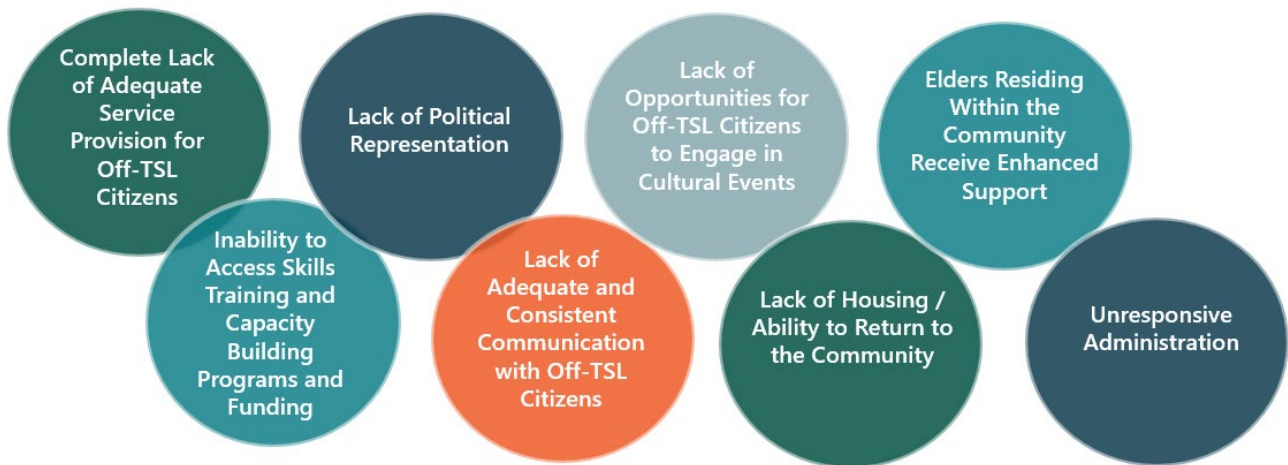 Complete Lack
of Adequate
Service
Provision for
Off-TSL
Citizens
Inability to
Access Skills
Training and
Capacity
Building
Programs and
Funding
Lack of Political
Representation
Lack of
Adequate and
Consistent
Communication
with Off-TSL
Citizens
Lack of
Opportunities for
Off-TSL Citizens
to Engage in
Cultural Events
Lack of Housing /
Ability to Return to
the Community
Elders Residing
Within the
Community
Receive Enhanced
Support
Unresponsive
Administration